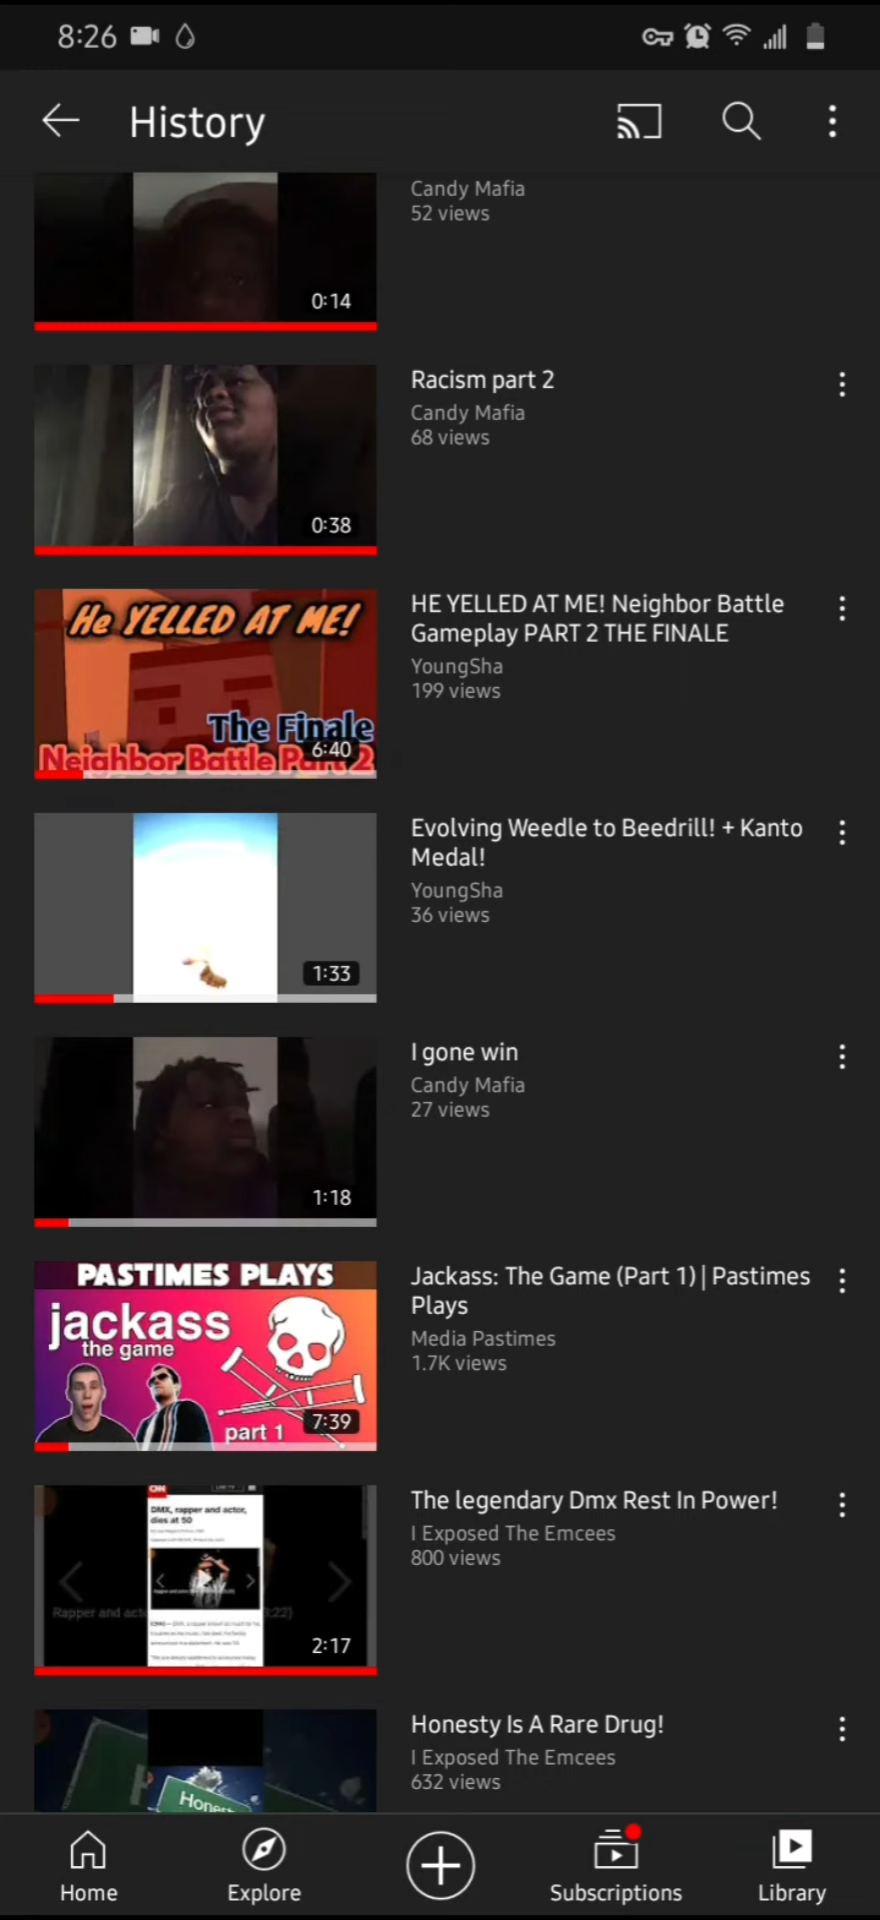 8:26
History
Candy Mafia
52 views
0:14
Racism part 2
Candy Mafia
68 views
0:38
He YELLED AT ME!
The Finale
Neighbor Battle Part 2
6:40
HE YELLED AT ME! Neighbor Battle
Gameplay PART 2 THE FINALE
YoungSha
199 views
1:33
Evolving Weedle to Beedrill! + Kanto
Medal!
YoungSha
36 views
1:18
I gone win
Candy Mafia
27 views
PASTIMES PLAYS
jackass
the game
part 1
7:39
Jackass: The Game (Part 1) | Pastimes
Plays
Media Pastimes
1.7K views
CNN
DMX, rapper and actor,
dies at 50
2:17
The legendary Dmx Rest In Power!
I Exposed The Emcees
800 views
Honesty Is A Rare Drug!
I Exposed The Emcees
632 views
Home
Explore
Subscriptions
Library